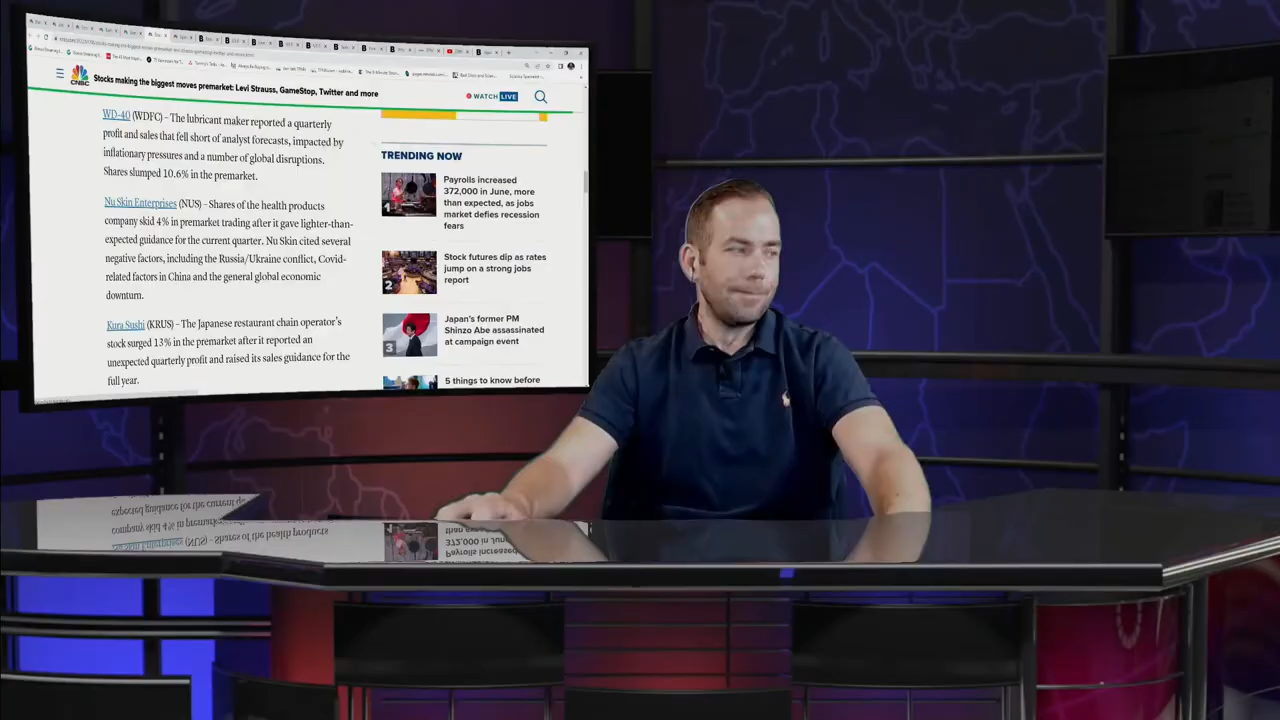 CNBC
Stocks making the biggest moves premarket: Levi Strauss, GameStop, Twitter and more
WATCH LIVE
WD-40 (WDFC) – The lubricant maker reported a quarterly
profit and sales that fell short of analyst forecasts, impacted by
inflationary pressures and a number of global disruptions.
Shares slumped 10.6% in the premarket.
Nu Skin Enterprises (NUS) – Shares of the health products
company skid 4% in premarket trading after it gave lighter-than-
expected guidance for the current quarter. Nu Skin cited several
negative factors, including the Russia/Ukraine conflict, Covid-
related factors in China and the general global economic
downturn.
Kura Sushi (KRUS) – The Japanese restaurant chain operator's
stock surged 13% in the premarket after it reported an
unexpected quarterly profit and raised its sales guidance for the
full year.
TRENDING NOW
1
Payrolls increased
372,000 in June, more
than expected, as jobs
market defies recession
fears
2
Stock futures dip as rates
jump on a strong jobs
report
3
Japan's former PM
Shinzo Abe assassinated
at campaign event
5 things to know before